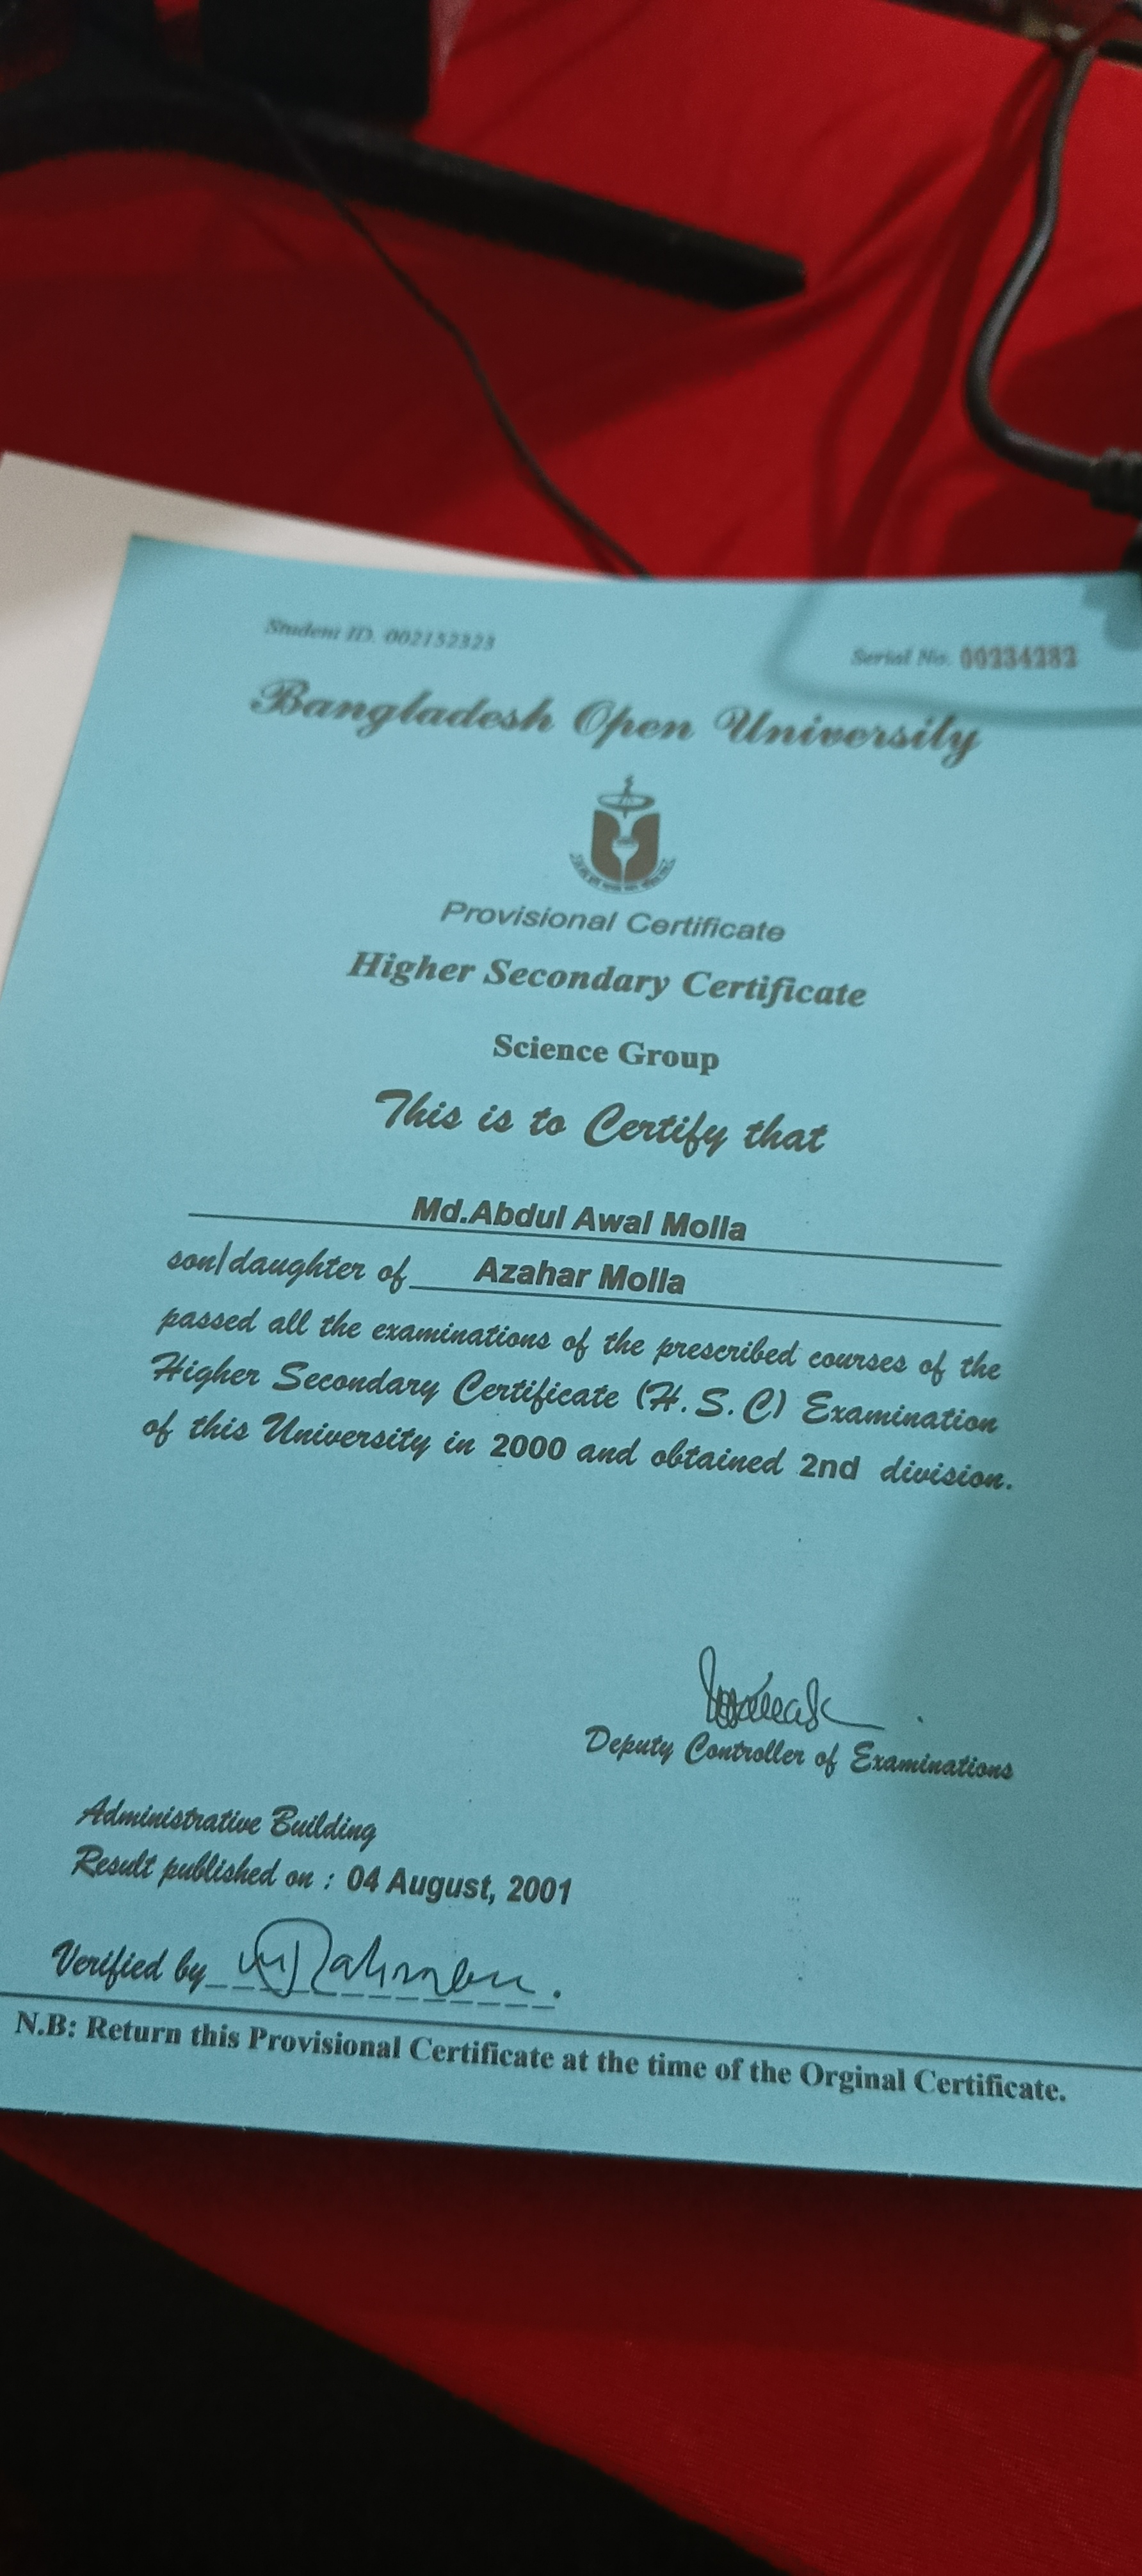 Student ID. 002152323
Serial No. 00234282
Bangladesh Open University
Provisional Certificate
Higher Secondary Certificate
Science Group
This is to Certify that
Md.Abdul Awal Molla
son/daughter of Azahar Molla
passed all the examinations of the prescribed courses of the
Higher Secondary Certificate (H.S.C) Examination
of this University in 2000 and obtained 2nd division.
Deputy Controller of Examinations
Administrative Building
Result published on : 04 August, 2001
Verified by
N.B: Return this Provisional Certificate at the time of the Orginal Certificate.